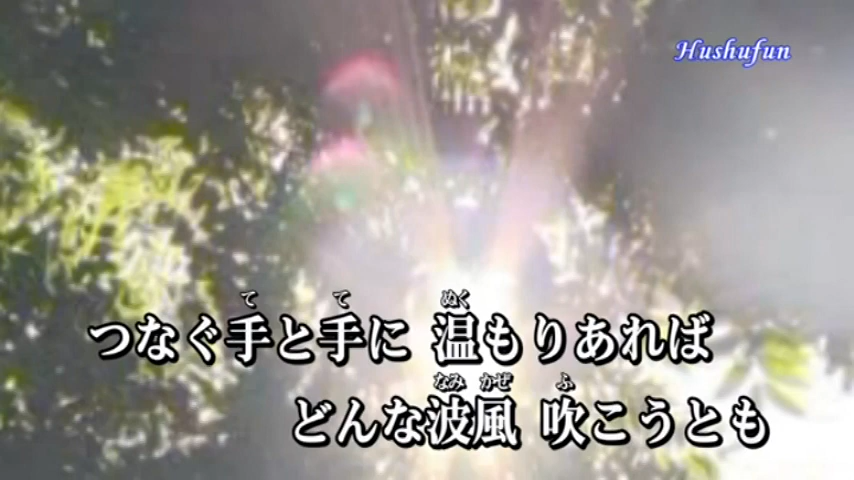 Hushufun
て て ぬく
つなぐ手と手に 温もりあれば
なみ かぜ ふ
どんな波風 吹こうとも